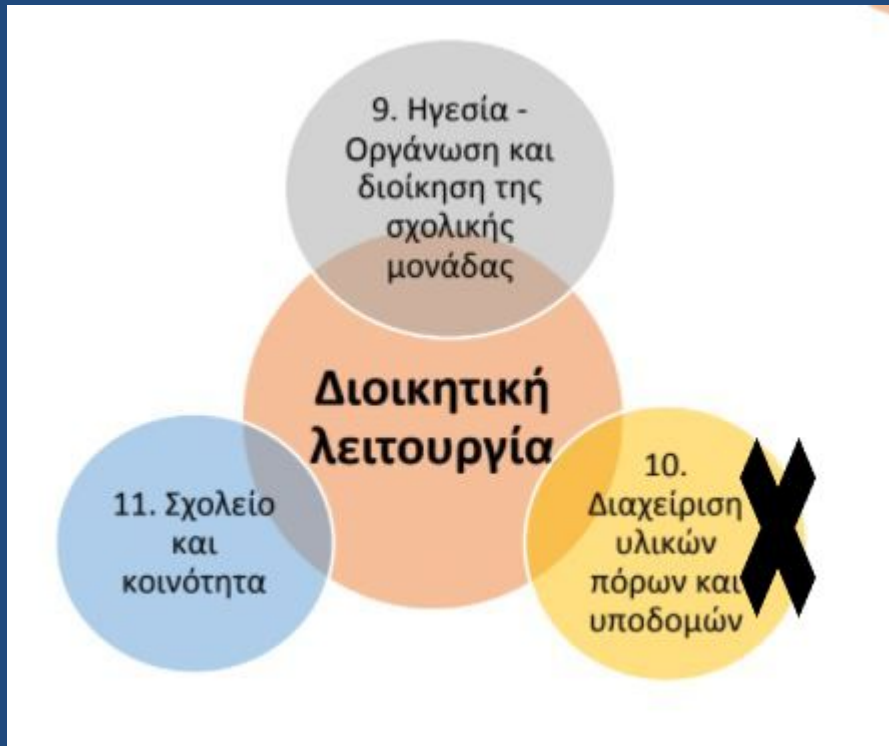 9. Ηγεσία -
Οργάνωση και
διοίκηση της
σχολικής
μονάδας
Διοικητική
λειτουργία
11. Σχολείο
και
κοινότητα
10.
Διαχείριση
υλικών
πόρων και
υποδομών